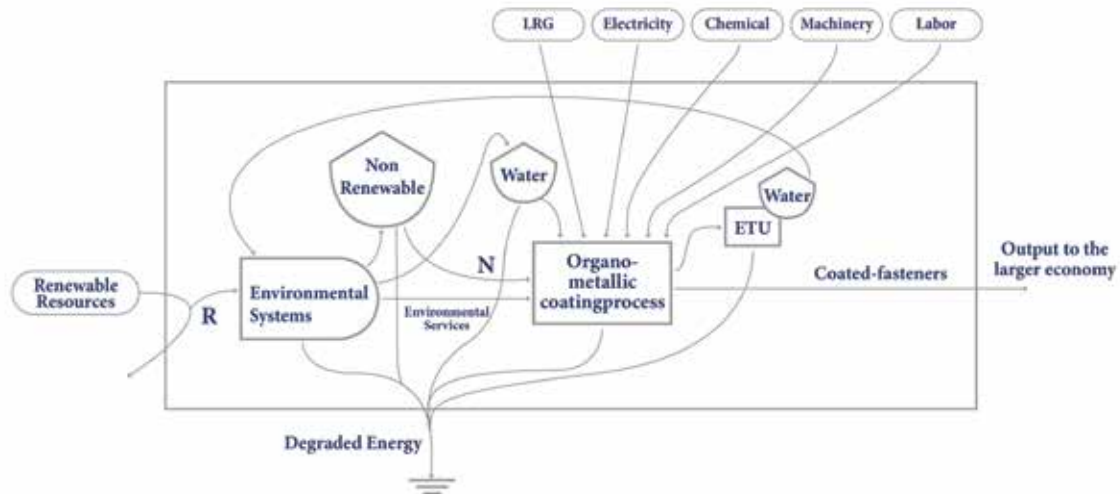 LRG
Electricity
Chemical
Machinery
Labor
Non
Renewable
Water
Water
ETU
Renewable
Resources
R
Environmental
Systems
N
Environmental
Services
Organo-
metallic
coatingprocess
Coated-fasteners
Output to the
larger economy
Degraded Energy